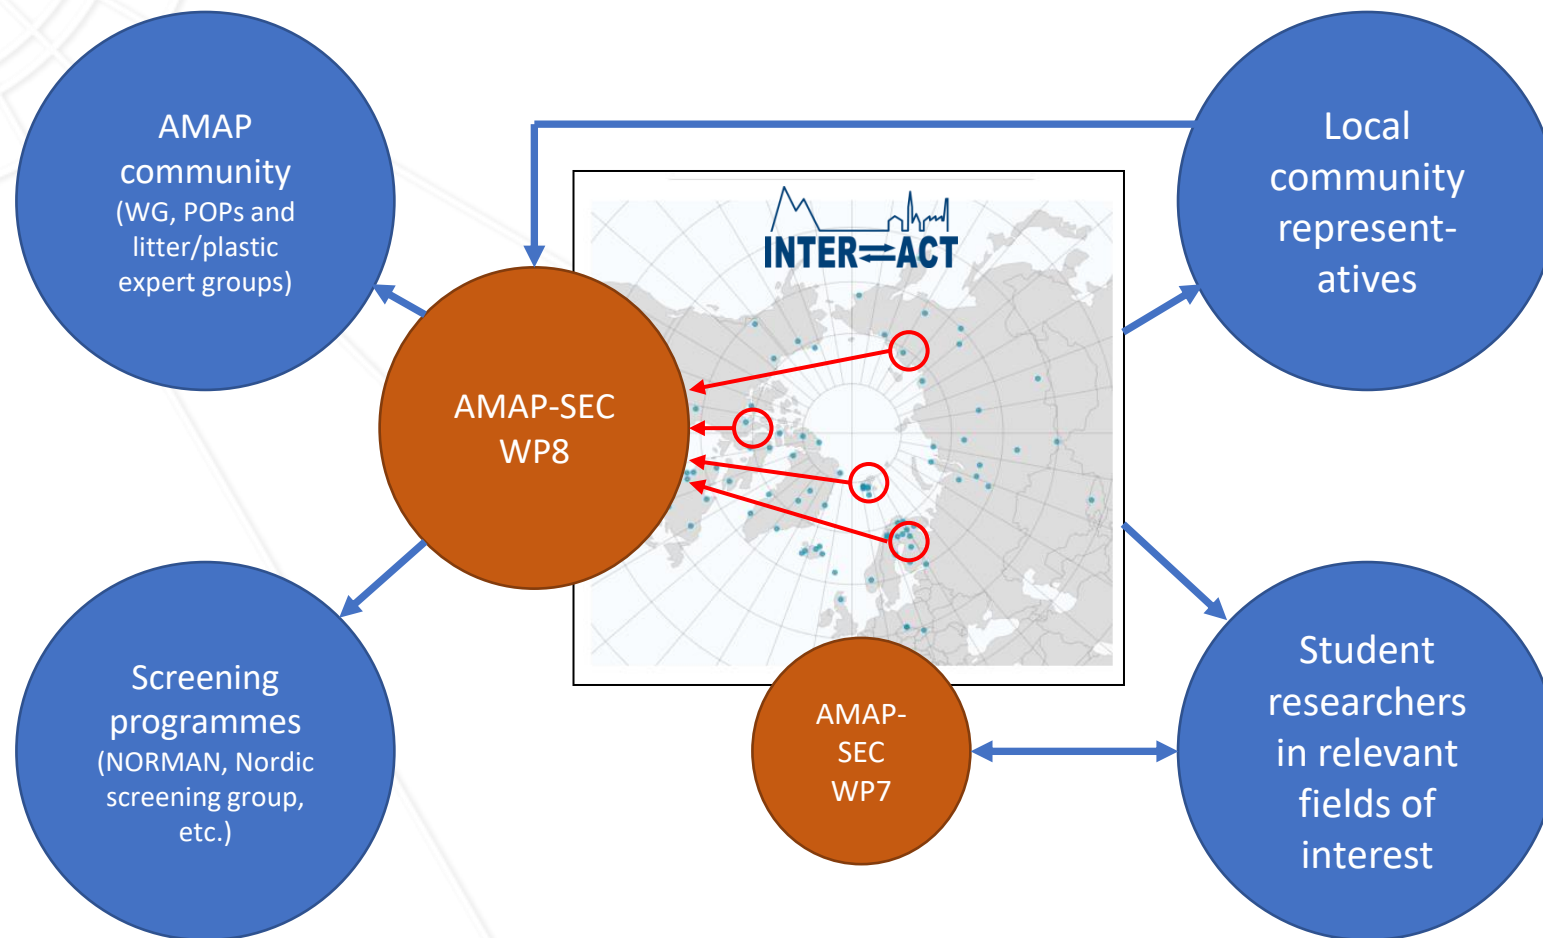 AMAP
community
(WG, POPs and
litter/plastic
expert groups)
Local
community
represent-
atives
INTER⇌ACT
AMAP-SEC
WP8
Screening
programmes
(NORMAN, Nordic
screening group,
etc.)
AMAP-
SEC
WP7
Student
researchers
in relevant
fields of
interest